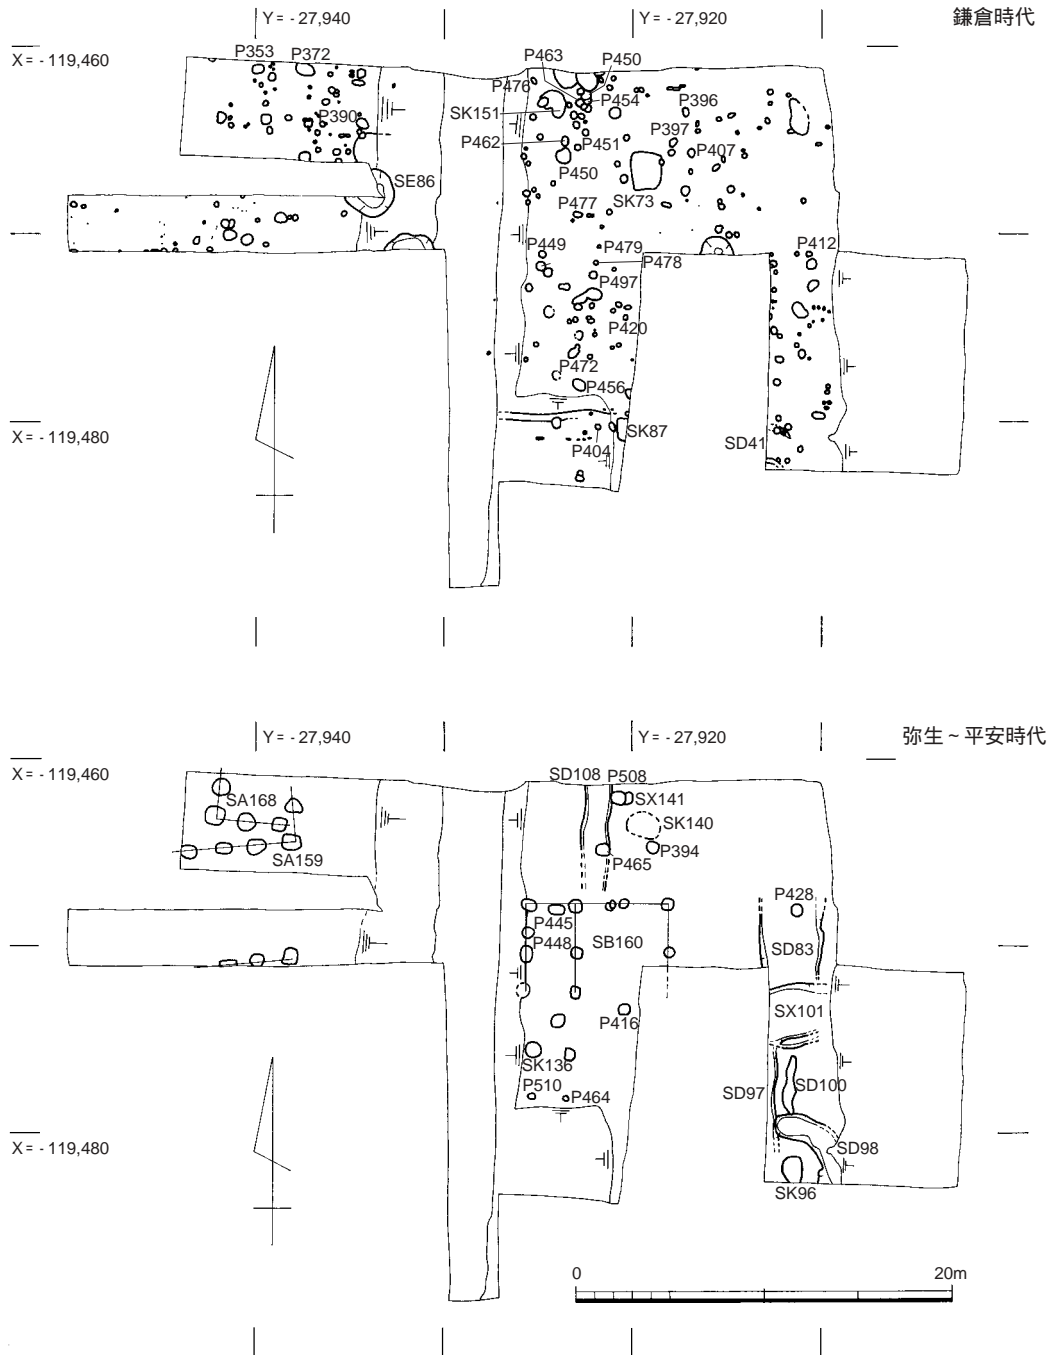 Y = - 27,940
Y = - 27,920
鎌倉時代
X = - 119,460
P353
P372
P463
P450
P476
P454
P396
P390
SK151
P397
P462
P451
P407
P450
SE86
SK73
P477
P449
P479
P412
P478
P497
P420
P472
P456
X = - 119,480
SK87
SD41
P404
Y = - 27,940
Y = - 27,920
弥生 ~ 平安時代
X = - 119,460
SD108
P508
SA168
SX141
SK140
SA159
P394
P465
P428
P445
P448
SB160
SD83
SX101
P416
SK136
P510
P464
SD97
SD100
X = - 119,480
SD98
SK96
0
20m